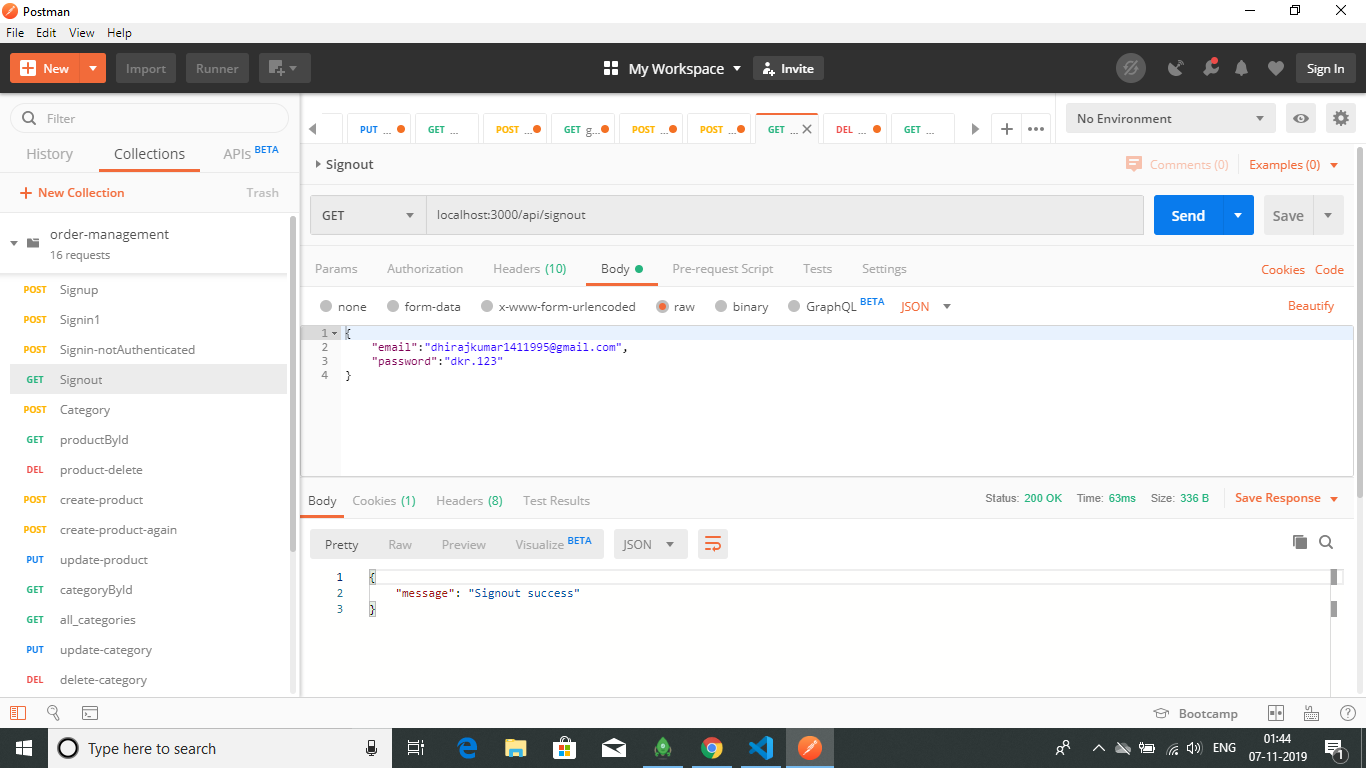 Postman
File Edit View Help
New Import Runner My Workspace Invite Sign In
Filter
History Collections APIs BETA
New Collection Trash
order-management
16 requests
POST Signup
POST Signin1
POST Signin-notAuthenticated
GET Signout
POST Category
GET productById
DEL product-delete
POST create-product
POST create-product-again
PUT update-product
GET categoryById
GET all_categories
PUT update-category
DEL delete-category
PUT ... GET ... POST ... GET g... POST ... POST ... GET ... DEL ... GET ... No Environment
Signout Comments (0) Examples (0)
GET localhost:3000/api/signout Send Save
Params Authorization Headers (10) Body Pre-request Script Tests Settings Cookies Code
none form-data x-www-form-urlencoded raw binary GraphQL BETA JSON Beautify
1 {
2 "email":"dhirajkumar1411995@gmail.com",
3 "password":"dkr.123"
4 }
Body Cookies (1) Headers (8) Test Results Status: 200 OK Time: 63ms Size: 336 B Save Response
Pretty Raw Preview Visualize BETA JSON
1 {
2 "message": "Signout success"
3 }
Bootcamp
Type here to search ENG 01:44
07-11-2019 1